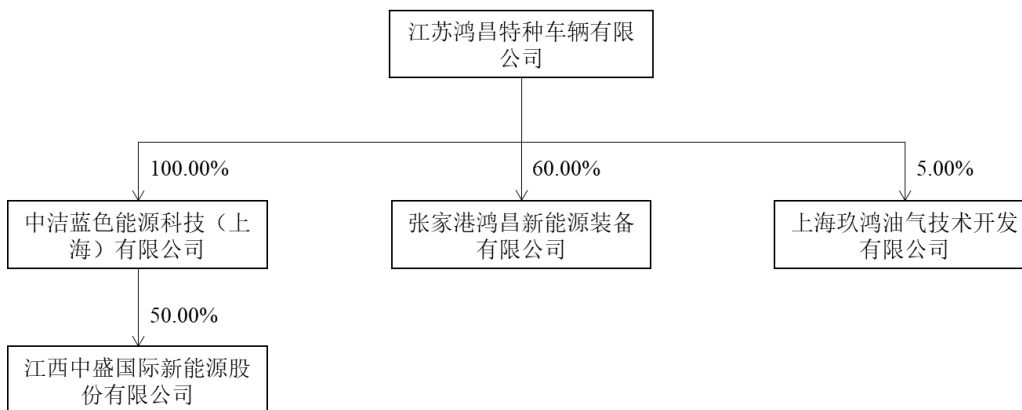 江苏鸿昌特种车辆有限
公司
100.00%
60.00%
5.00%
中洁蓝色能源科技（上
海）有限公司
张家港鸿昌新能源装备
有限公司
上海玖鸿油气技术开发
有限公司
50.00%
江西中盛国际新能源股
份有限公司